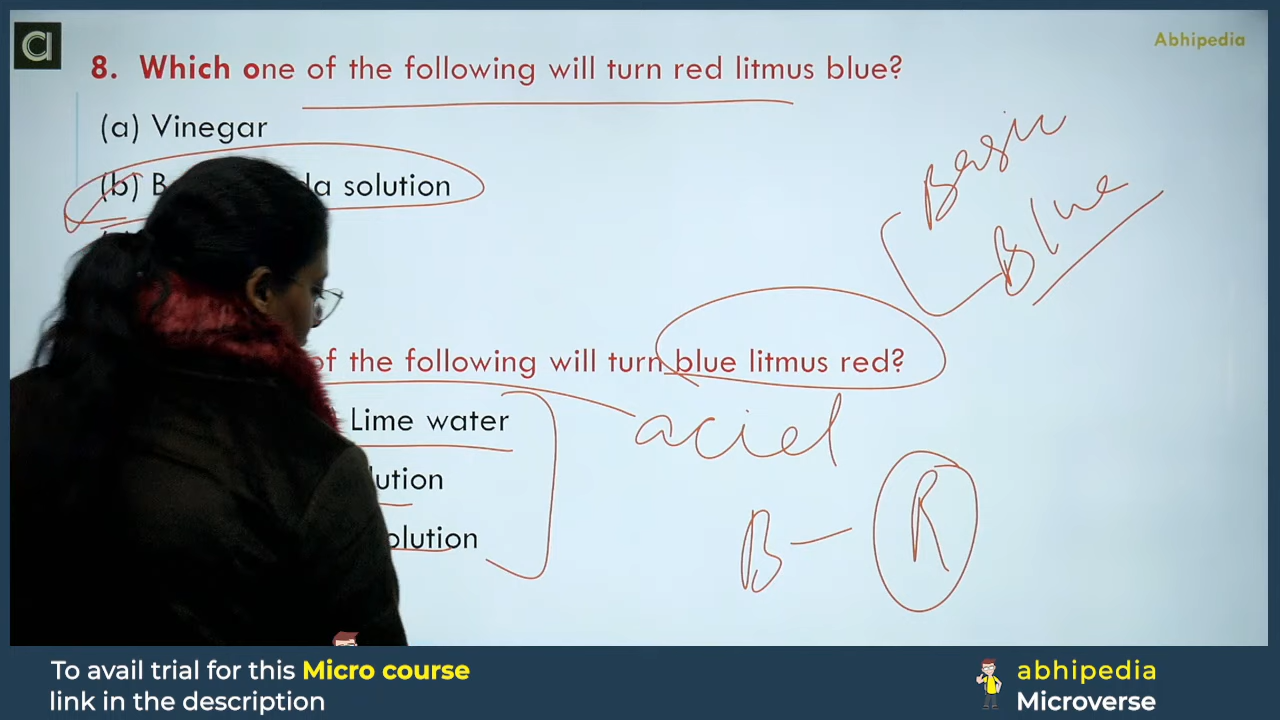 Abhipedia
8. Which one of the following will turn red litmus blue?
(a) Vinegar
(b) B da solution
Basic
Blue
of the following will turn blue litmus red?
Lime water
acid
lution
olution
B — R
To avail trial for this Micro course
link in the description
abhipedia
Microverse